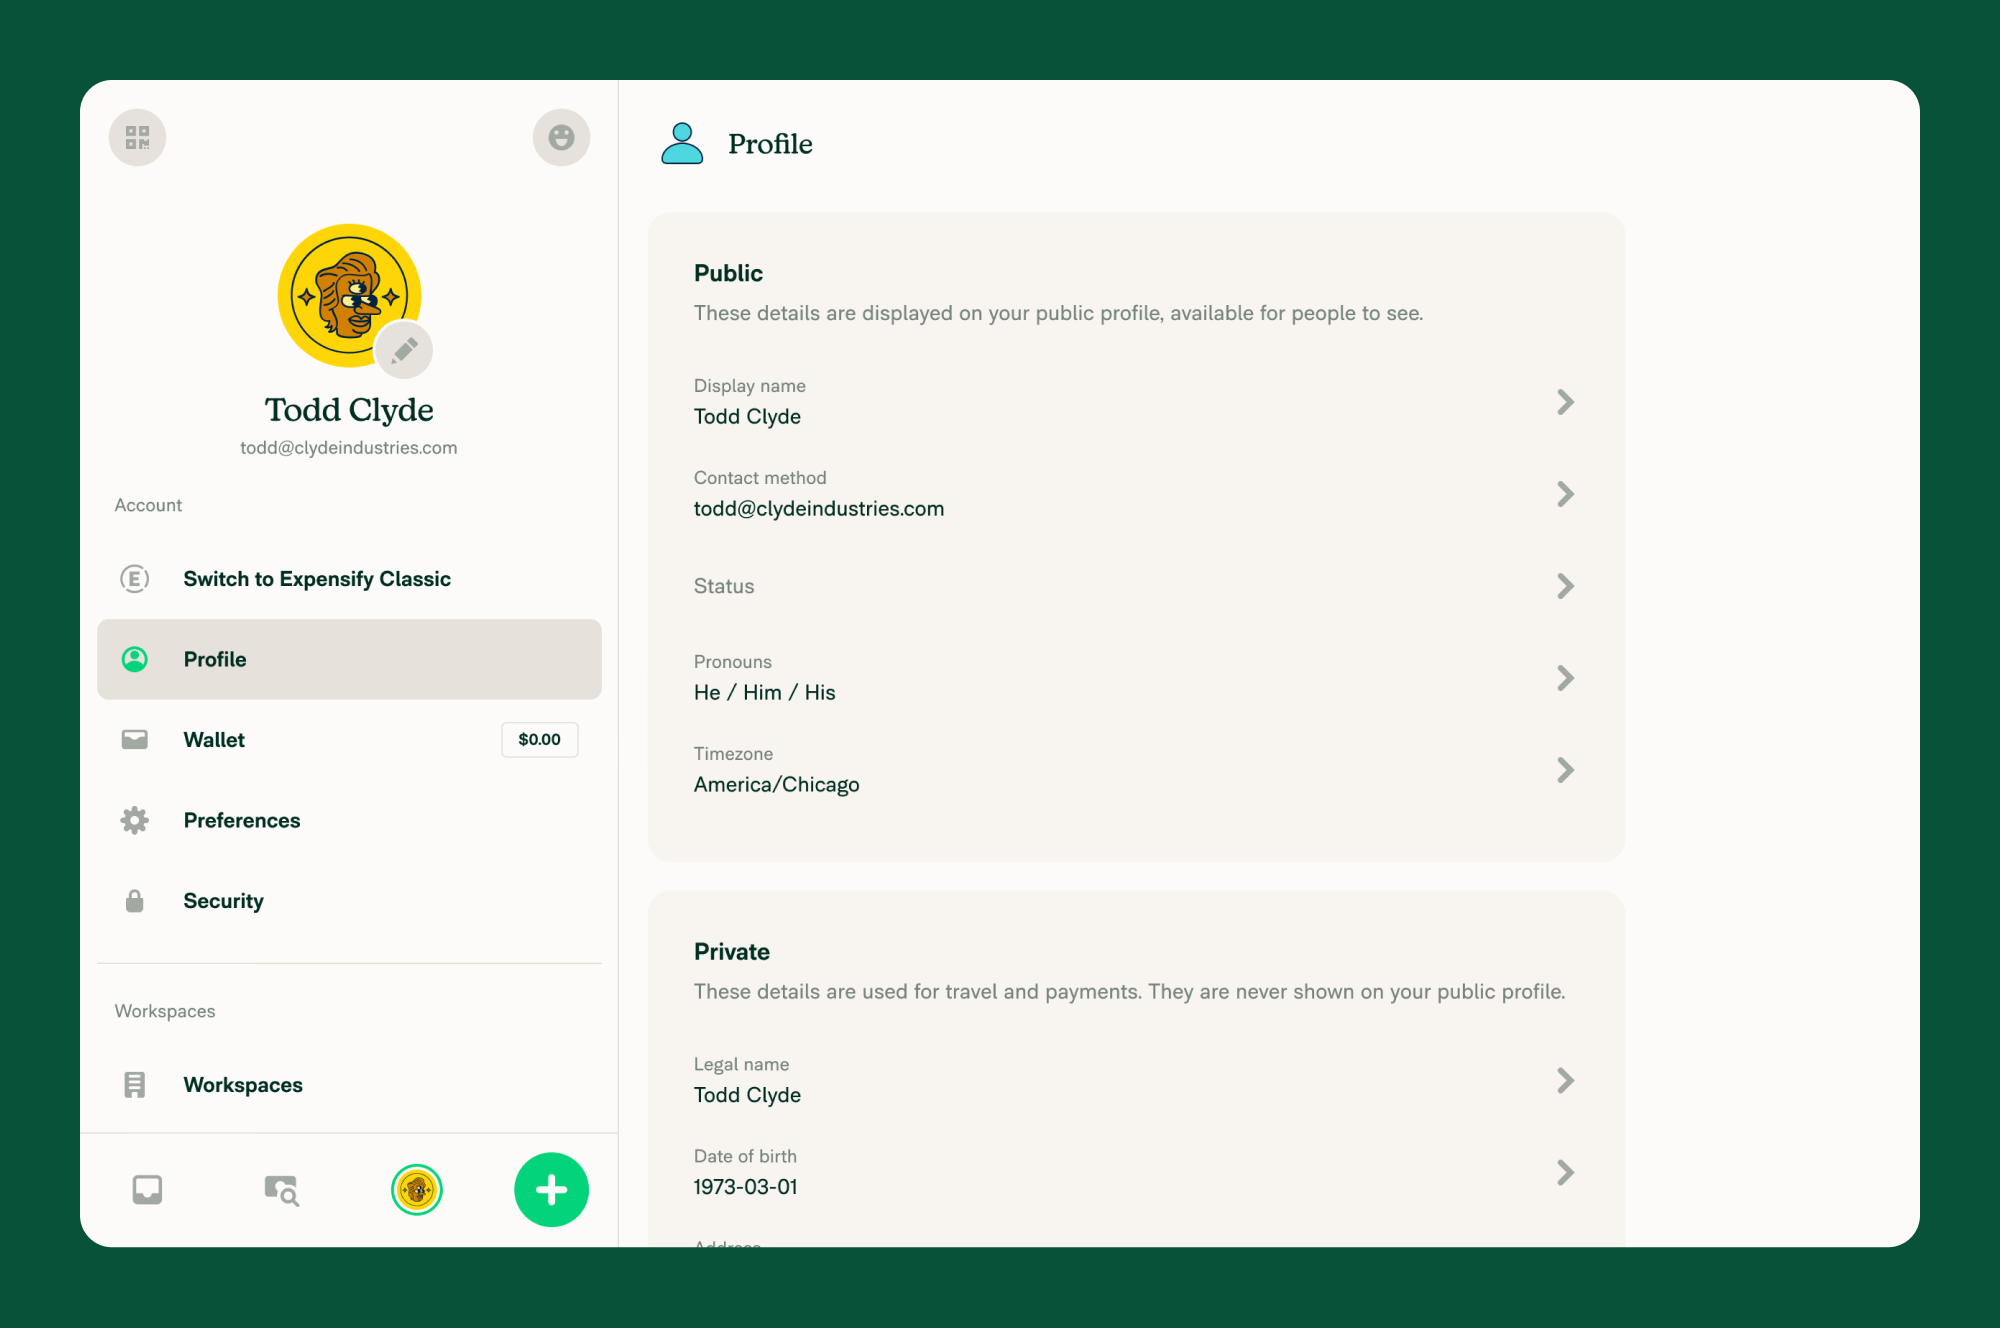 Todd Clyde
todd@clydeindustries.com
Account
E
Switch to Expensify Classic
Profile
Wallet
$0.00
Preferences
Security
Workspaces
Workspaces
Profile
Public
These details are displayed on your public profile, available for people to see.
Display name
Todd Clyde
Contact method
todd@clydeindustries.com
Status
Pronouns
He / Him / His
Timezone
America/Chicago
Private
These details are used for travel and payments. They are never shown on your public profile.
Legal name
Todd Clyde
Date of birth
1973-03-01
Address